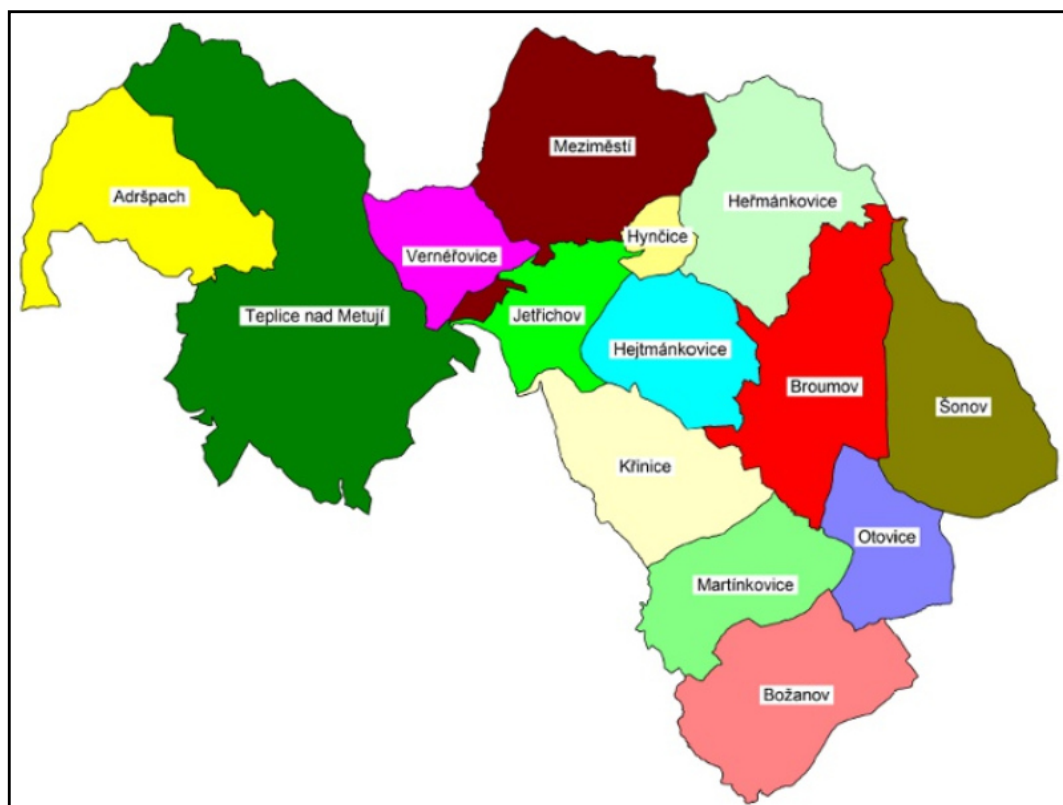 Meziměstí
Adršpach
Heřmánkovice
Hynčice
Vernéřovice
Teplice nad Metují
Jetřichov
Hejtmánkovice
Broumov
Šonov
Křinice
Otovice
Martínkovice
Božanov